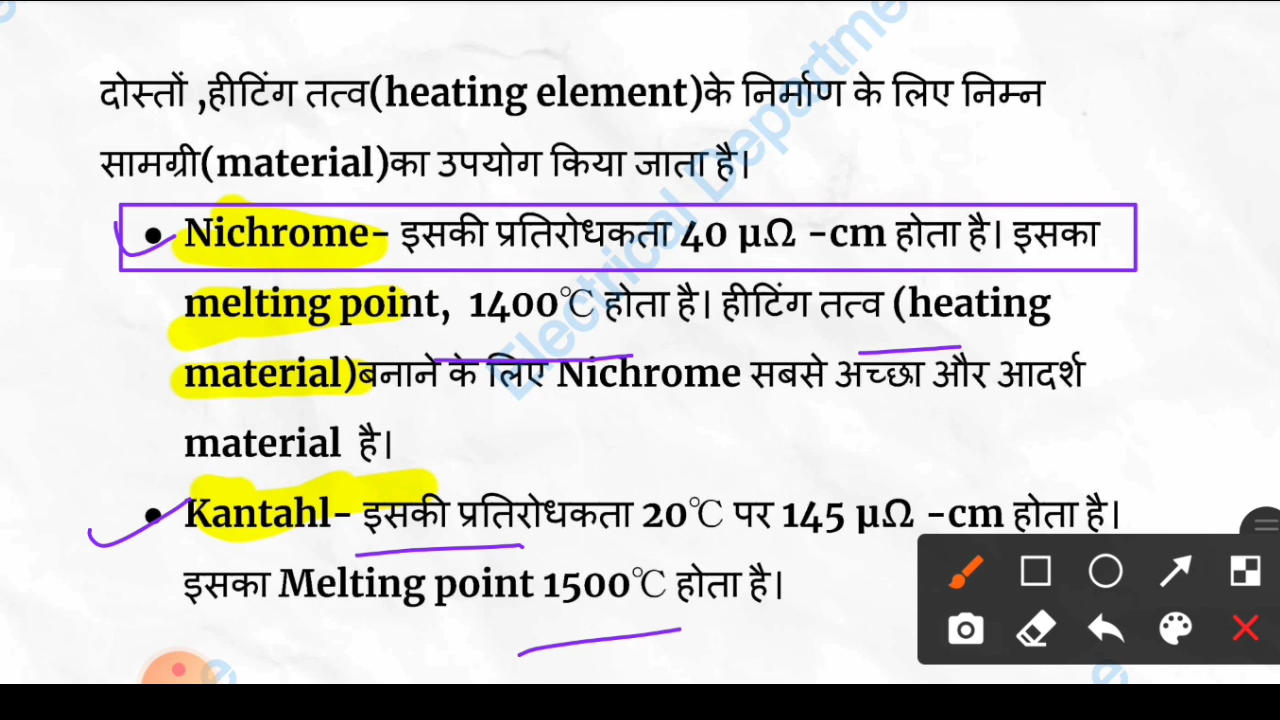 दोस्तों ,हीटिंग तत्व(heating element)के निर्माण के लिए निम्न
सामग्री(material)का उपयोग किया जाता है।
• Nichrome- इसकी प्रतिरोधकता 40 µΩ -cm होता है। इसका
melting point, 1400℃ होता है। हीटिंग तत्व (heating
material)बनाने के लिए Nichrome सबसे अच्छा और आदर्श
material है।
• Kantahl- इसकी प्रतिरोधकता 20℃ पर 145 µΩ -cm होता है।
इसका Melting point 1500℃ होता है।
Electrical Departme